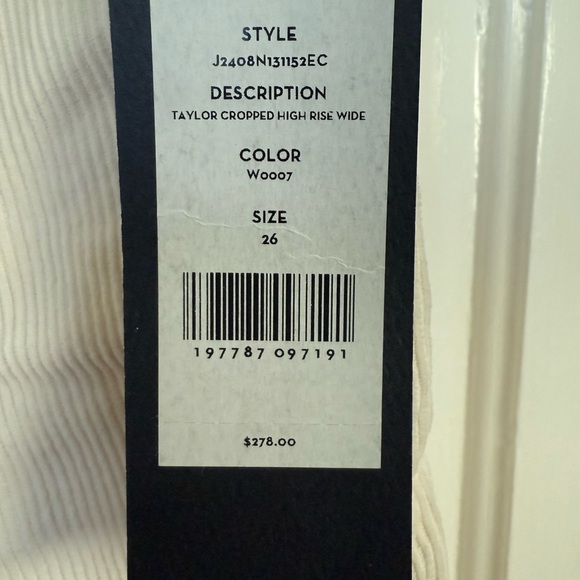 STYLE
J2408N131152EC
DESCRIPTION
TAYLOR CROPPED HIGH RISE WIDE
COLOR
W0007
SIZE
26
197787 097191
$278.00